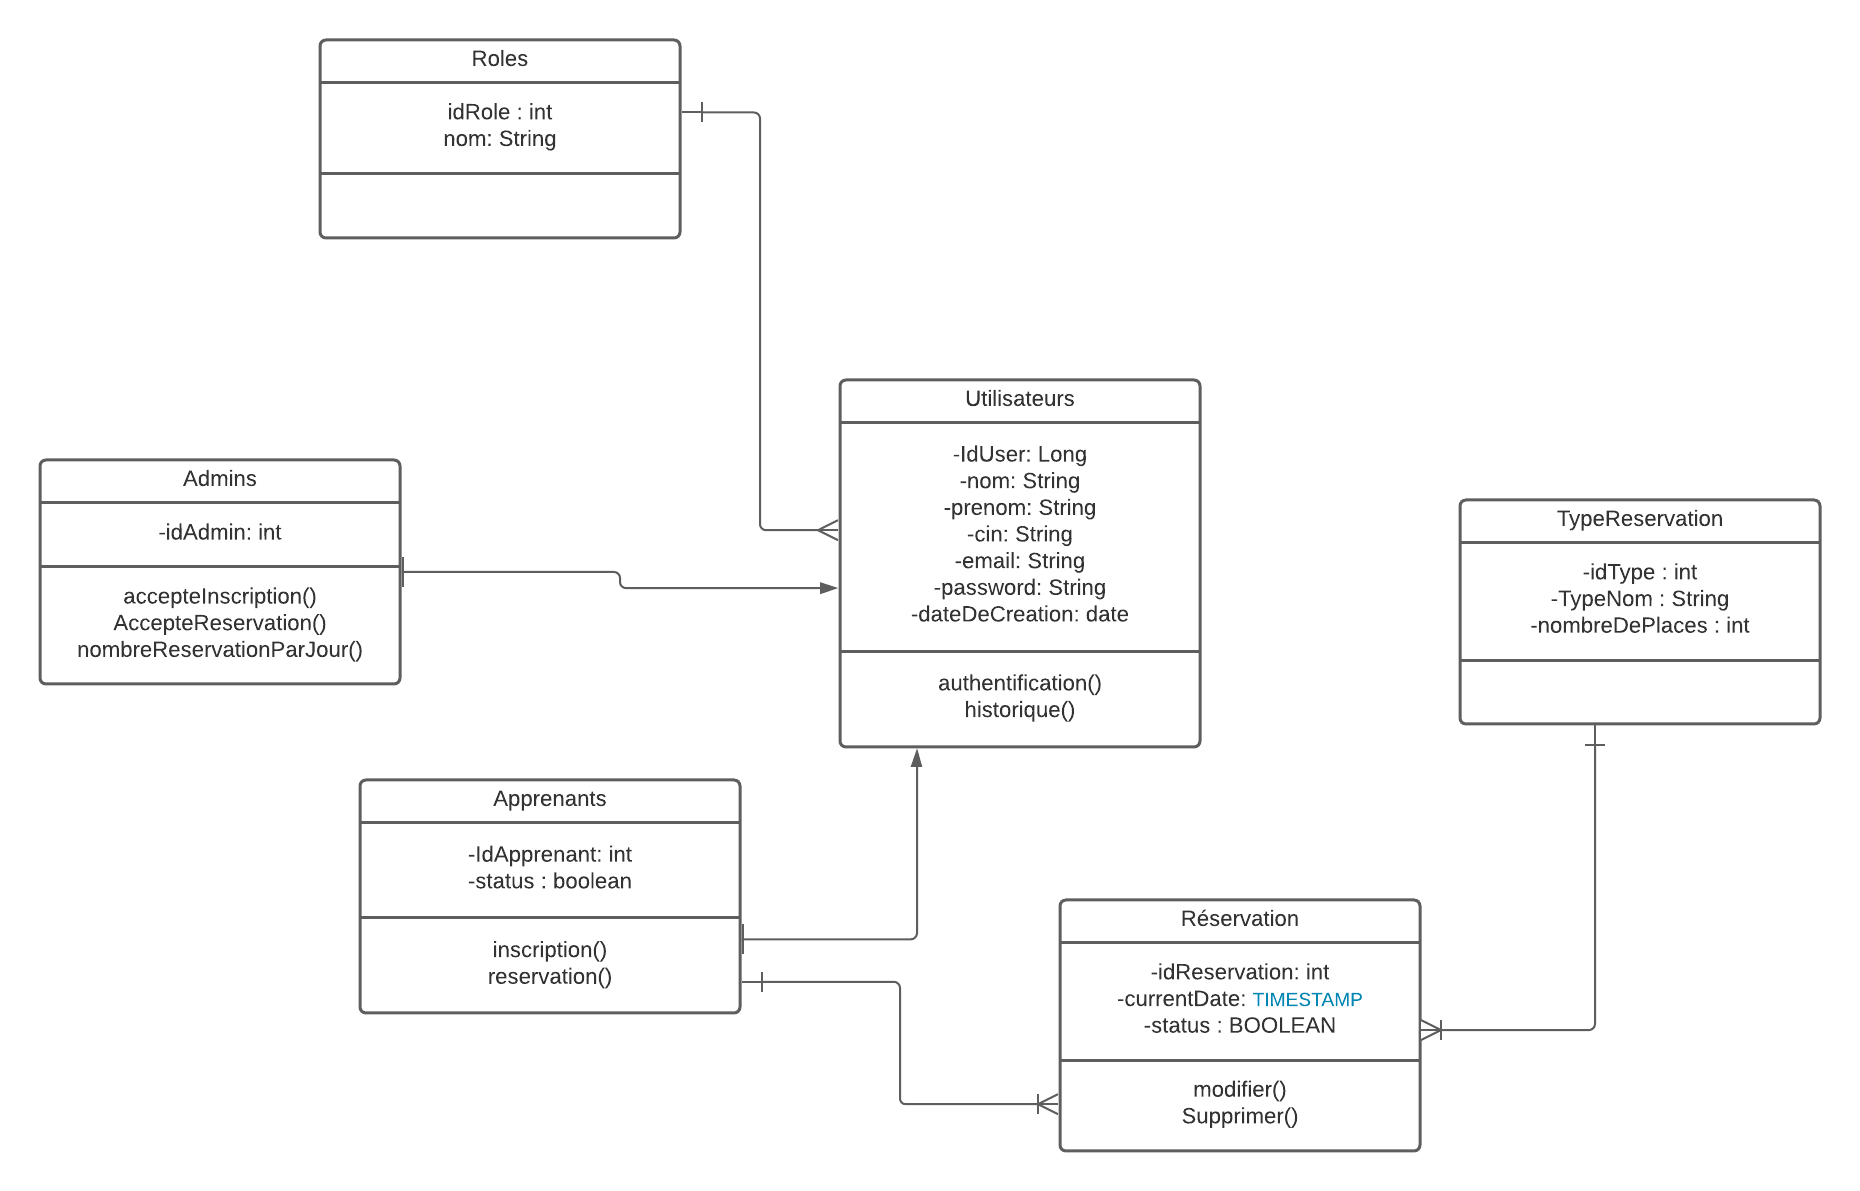 Roles
idRole : int
nom: String
Utilisateurs
-IdUser: Long
-nom: String
-prenom: String
-cin: String
-email: String
-password: String
-dateDeCreation: date
authentification()
historique()
Admins
-idAdmin: int
accepteInscription()
AccepteReservation()
nombreReservationParJour()
TypeReservation
-idType : int
-TypeNom : String
-nombreDePlaces : int
Apprenants
-IdApprenant: int
-status : boolean
inscription()
reservation()
Réservation
-idReservation: int
-currentDate: TIMESTAMP
-status : BOOLEAN
modifier()
Supprimer()